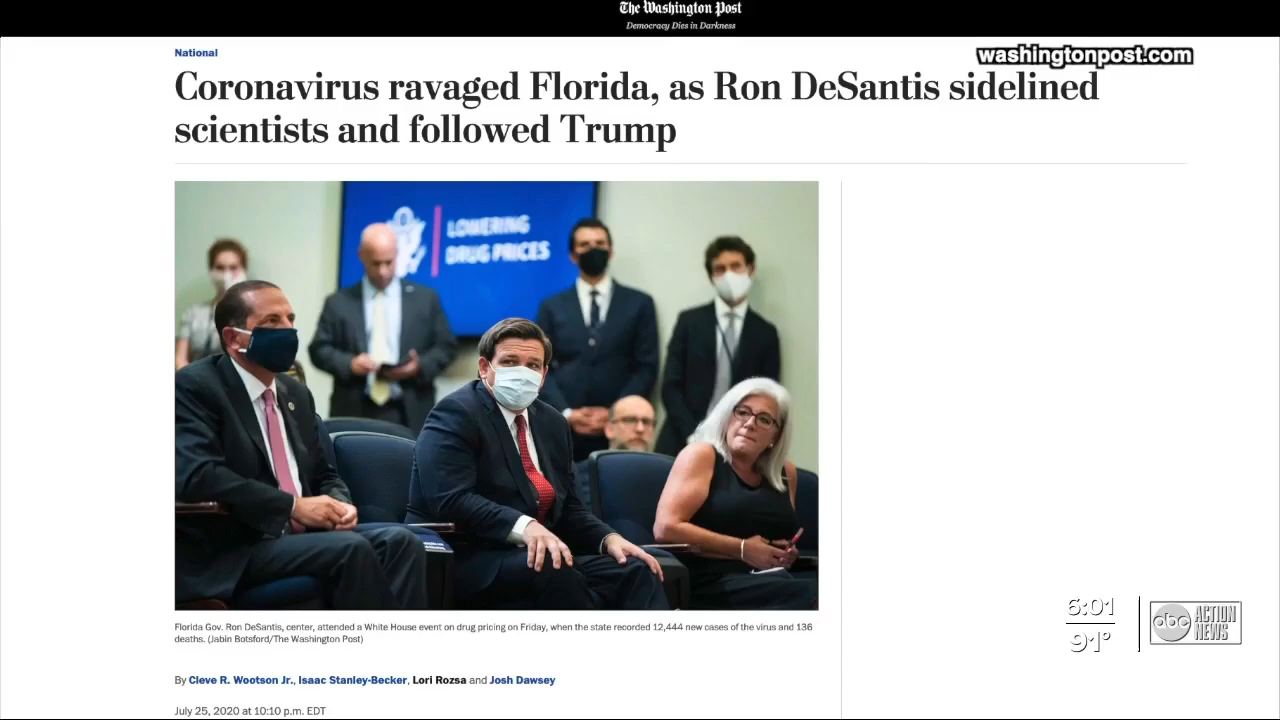 The Washington Post
Democracy Dies in Darkness
National
washingtonpost.com
Coronavirus ravaged Florida, as Ron DeSantis sidelined
scientists and followed Trump
LOWERING
DRUG PRICES
Florida Gov. Ron DeSantis, center, attended a White House event on drug pricing on Friday, when the state recorded 12,444 new cases of the virus and 136
deaths. (Jabin Botsford/The Washington Post)
By Cleve R. Wootson Jr., Isaac Stanley-Becker, Lori Rozsa and Josh Dawsey
July 25, 2020 at 10:10 p.m. EDT
6:01
91°
abc ACTION
NEWS